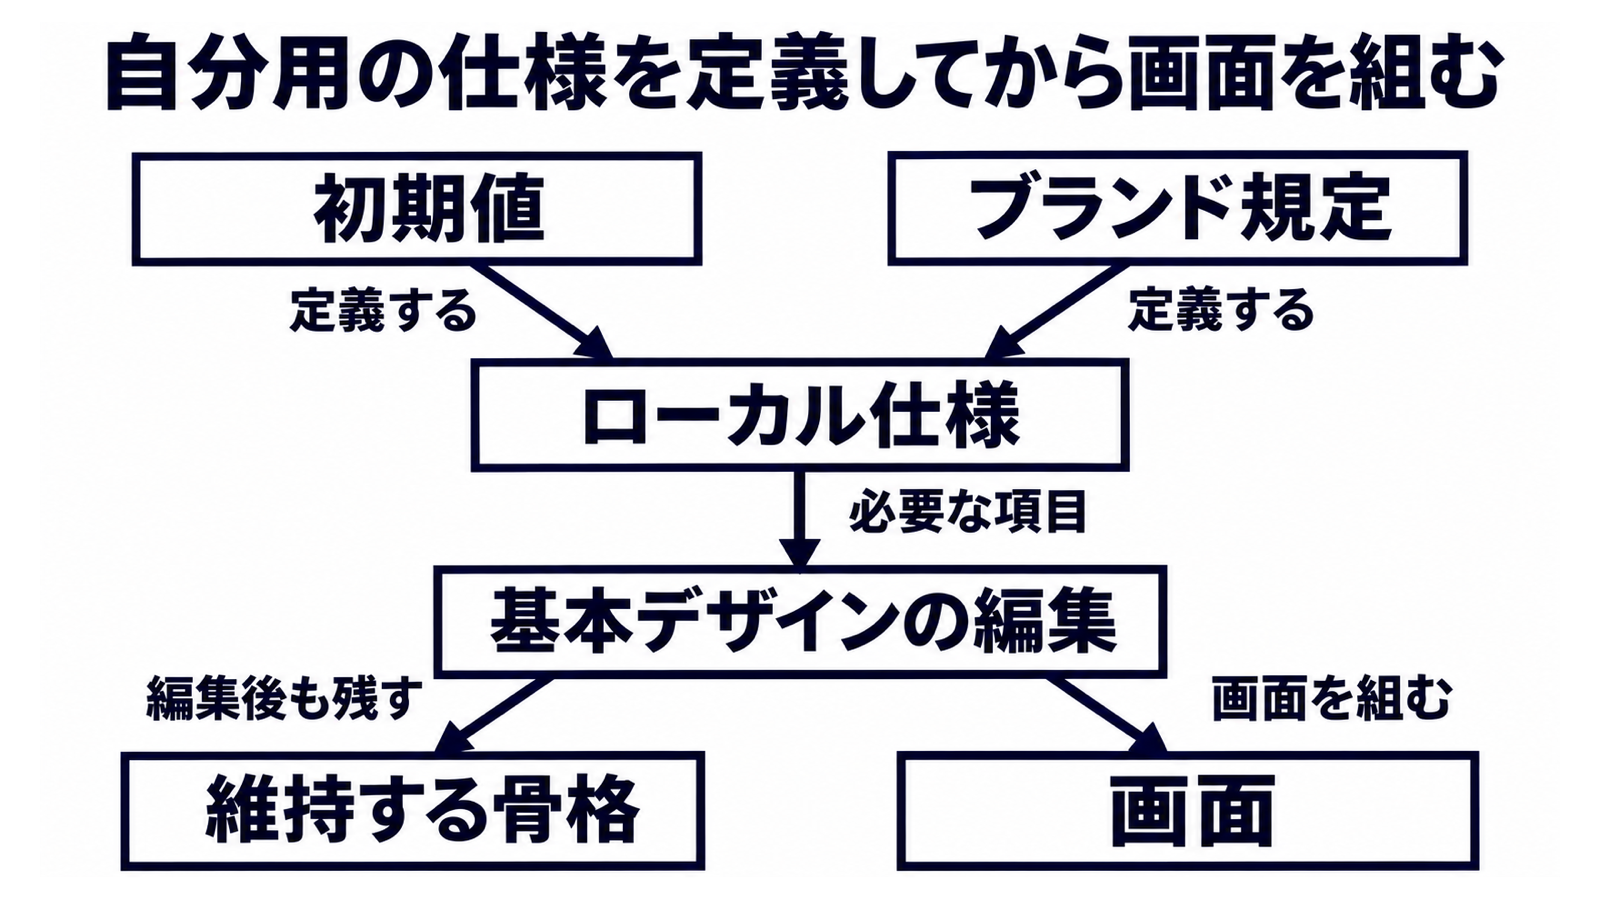 自分用の仕様を定義してから画面を組む
初期値
ブランド規定
定義する
定義する
ローカル仕様
必要な項目
基本デザインの編集
編集後も残す
画面を組む
維持する骨格
画面